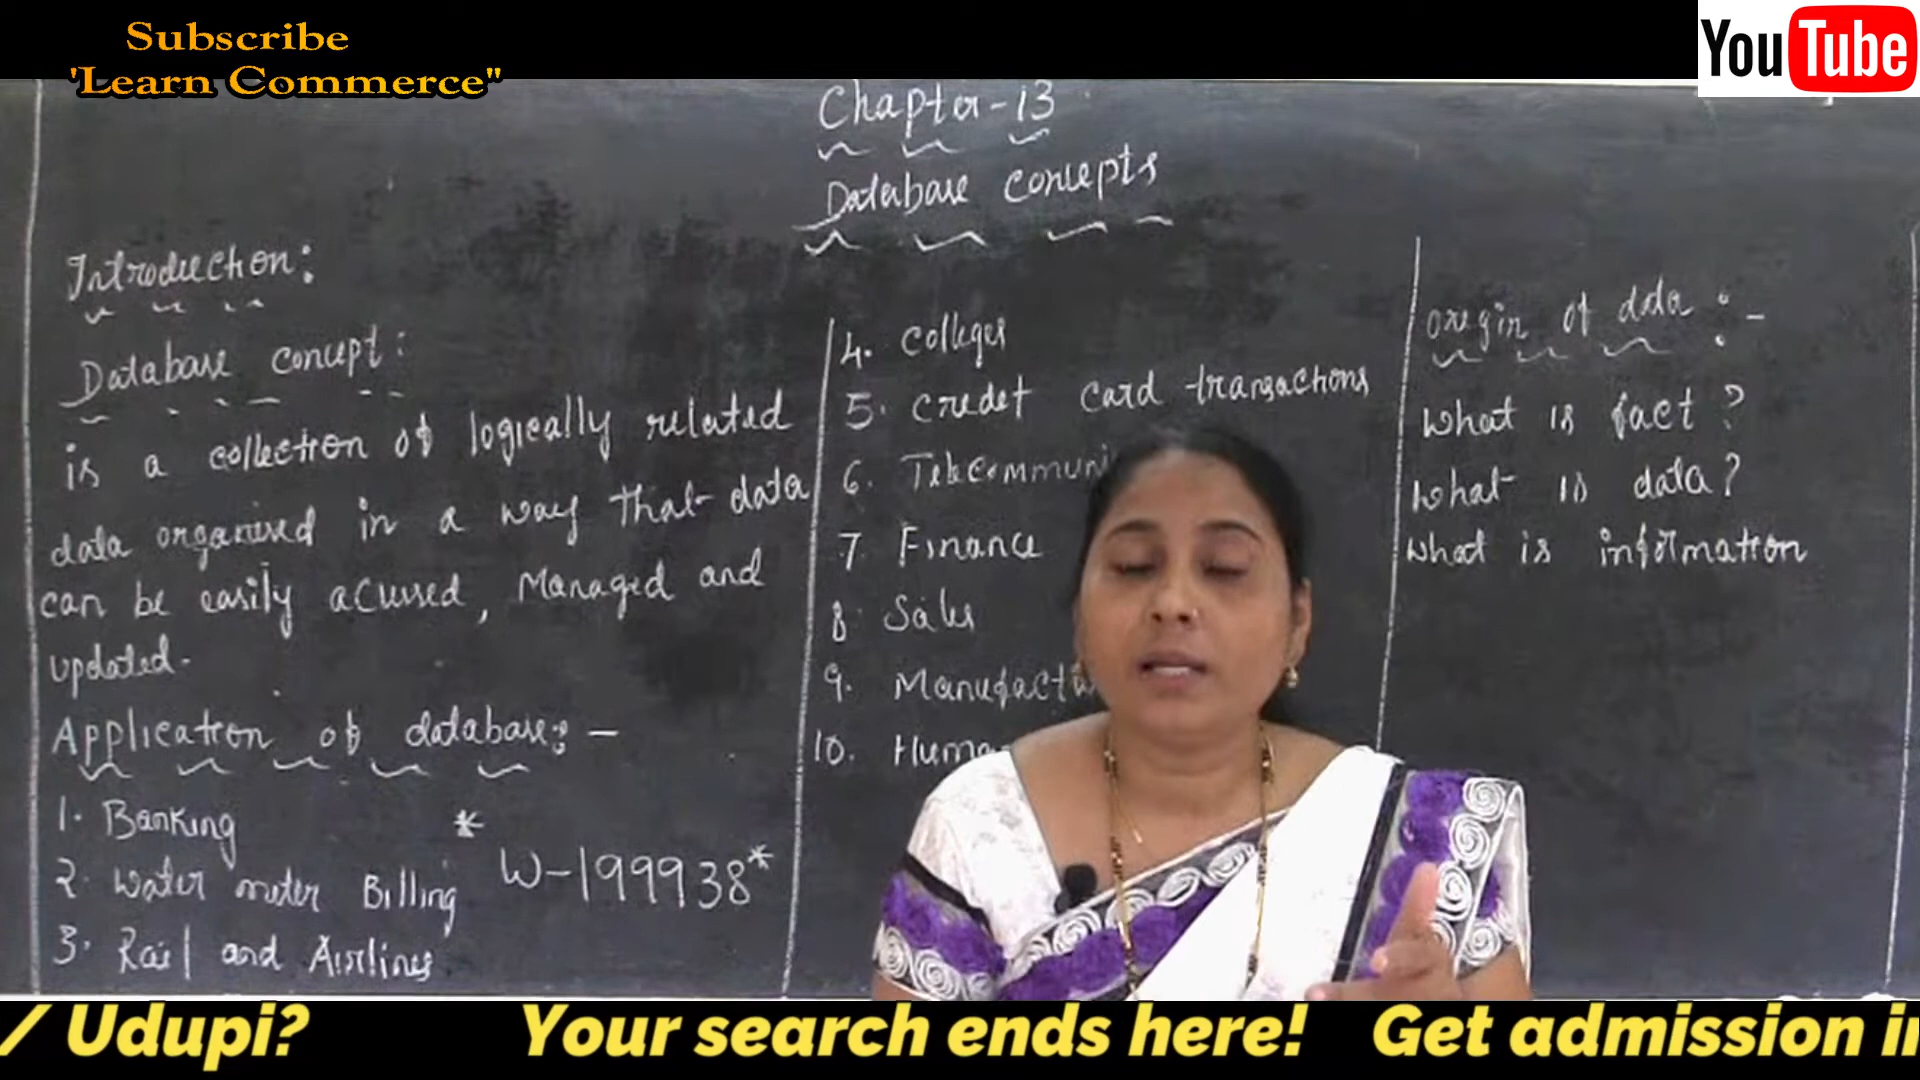 Subscribe
'Learn Commerce"
YouTube
Chapter-13
Database concepts
Introduction:
Database concept:
is a collection of logically related
data organised in a way that data
can be easily
, Managed and
updated.
Application of database:-
1. Banking
2. Water meter Billing
* W-199938*
3. Rail and Airlines
4. Colleges
5. Credet card transactions
6. Telecommuni
7 Finance
8 Sales
9. Manufactu
10. Huma
origin of data :-
What is fact?
What is data?
What is information
/ Udupi? Your search ends here! Get admission in